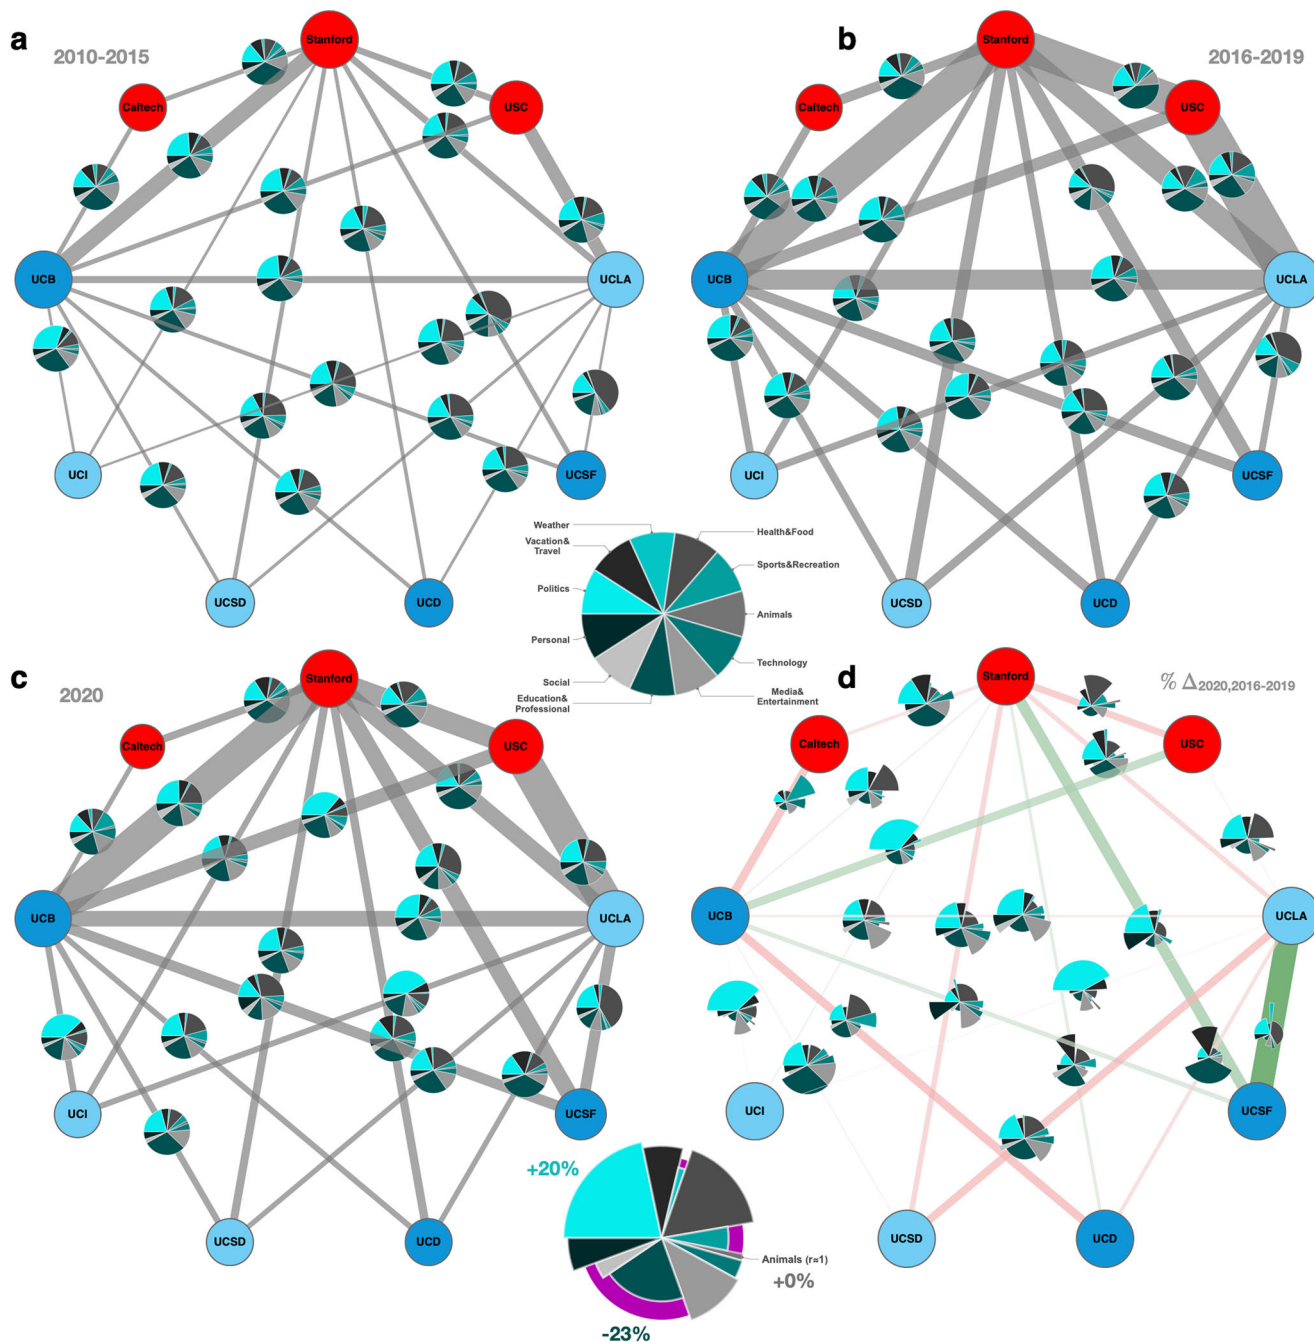 a
2010-2015
Stanford
Caltech
USC
UCB
UCLA
UCI
UCSF
UCSD
UCD
b
2016-2019
Stanford
Caltech
USC
UCB
UCLA
UCI
UCSF
UCSD
UCD
Weather
Vacation&
Travel
Politics
Personal
Social
Education&
Professional
Health&Food
Sports&Recreation
Animals
Technology
Media&
Entertainment
c
2020
Stanford
Caltech
USC
UCB
UCLA
UCI
UCSF
UCSD
UCD
d
% Δ2020,2016-2019
Stanford
Caltech
USC
UCB
UCLA
UCI
UCSF
UCSD
UCD
+20%
Animals (r≈1)
+0%
-23%